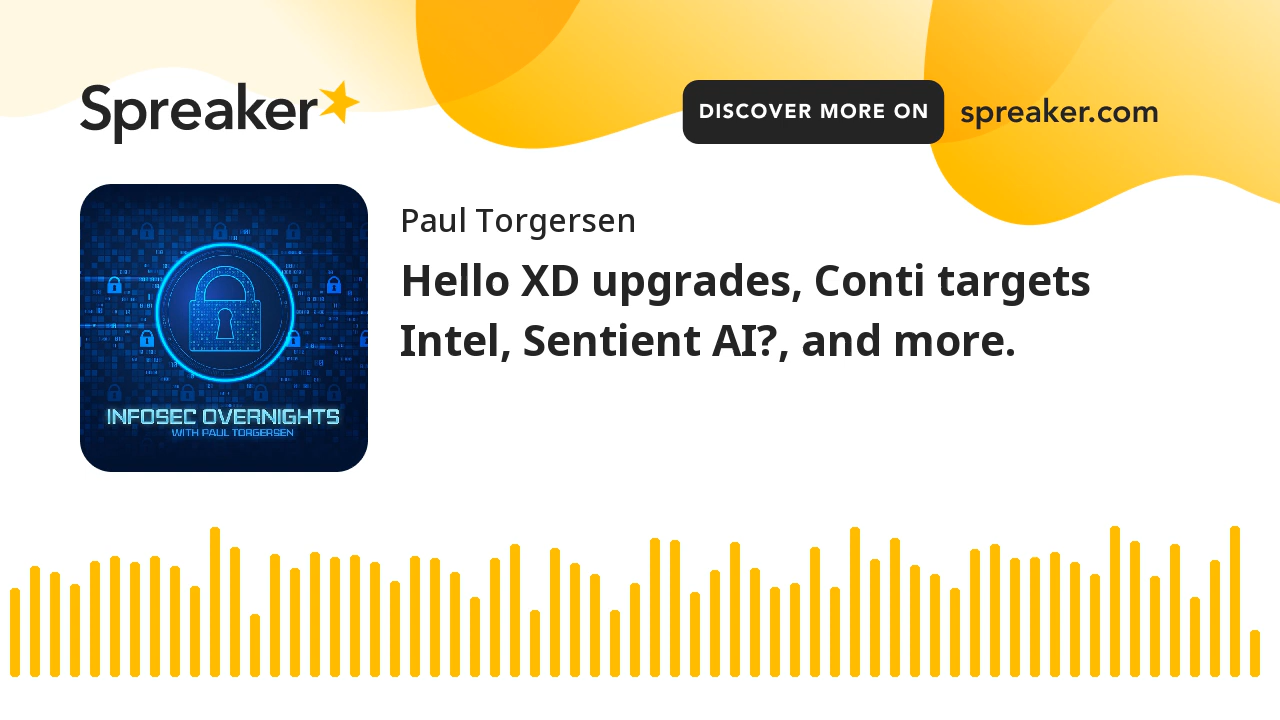 Spreaker
DISCOVER MORE ON
spreaker.com
Paul Torgersen
Hello XD upgrades, Conti targets
Intel, Sentient AI?, and more.
INFOSEC OVERNIGHTS
WITH PAUL TORGERSEN